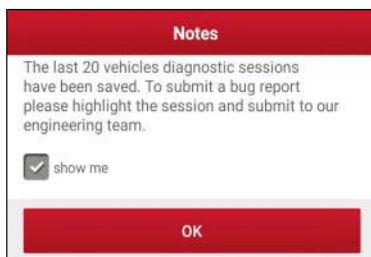 Notes
The last 20 vehicles diagnostic sessions
have been saved. To submit a bug report
please highlight the session and submit to our
engineering team.
show me
OK